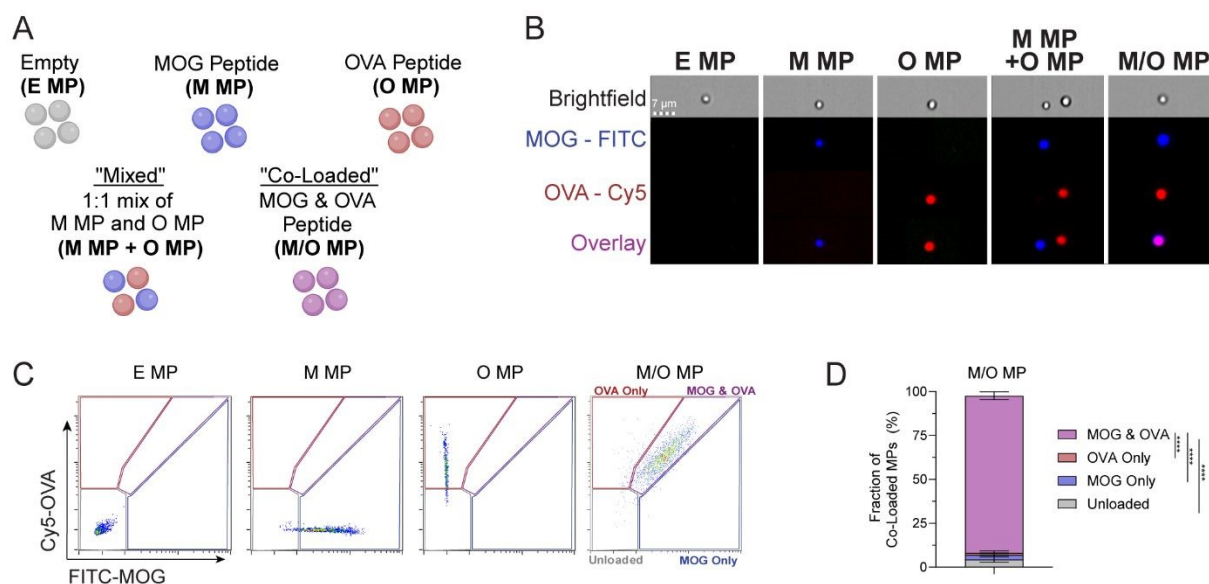 A
Empty
(E MP)
MOG Peptide
(M MP)
OVA Peptide
(O MP)
"Mixed"
1:1 mix of
M MP and O MP
(M MP + O MP)
"Co-Loaded"
MOG & OVA
Peptide
(M/O MP)
B
E MP
M MP
O MP
M MP
+O MP
M/O MP
Brightfield
7 µm
MOG - FITC
OVA - Cy5
Overlay
C
E MP
M MP
O MP
M/O MP
OVA Only
MOG & OVA
Unloaded
MOG Only
Cy5-OVA
FITC-MOG
D
M/O MP
Fraction of
Co-Loaded MPs (%)
100
75
50
25
0
MOG & OVA
OVA Only
MOG Only
Unloaded
****
****
****